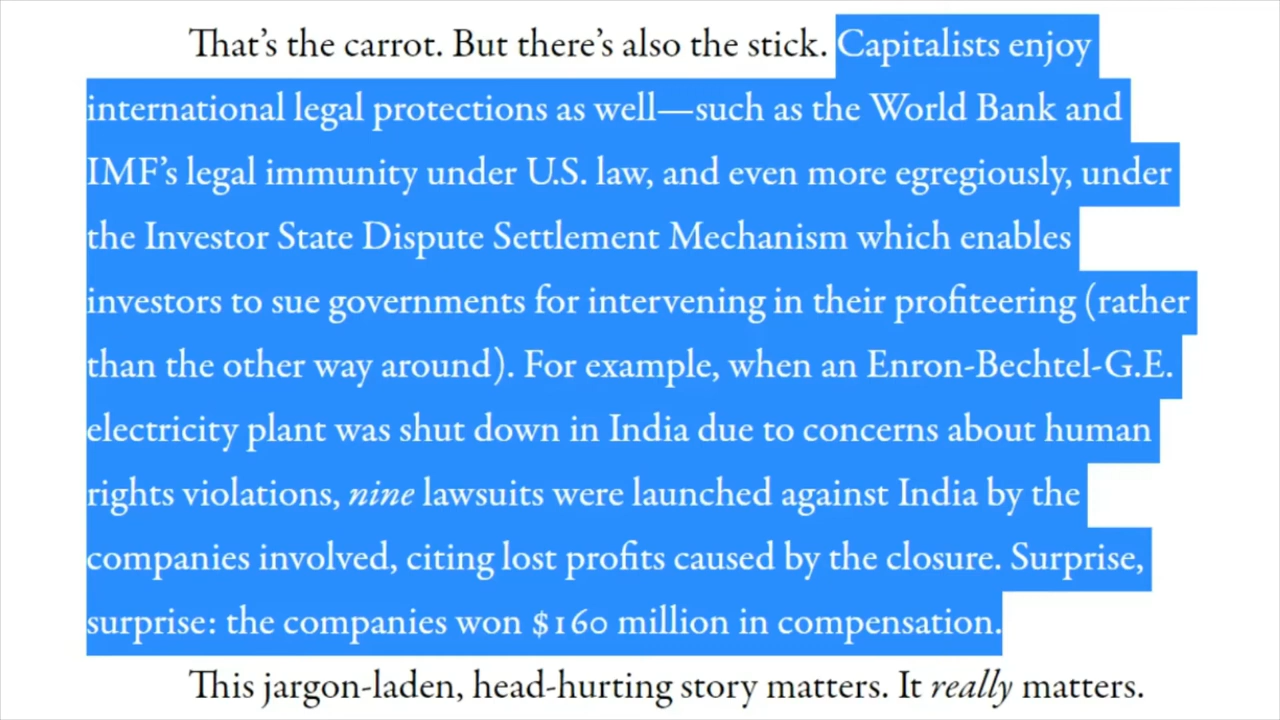 That’s the carrot. But there’s also the stick. Capitalists enjoy
international legal protections as well—such as the World Bank and
IMF’s legal immunity under U.S. law, and even more egregiously, under
the Investor State Dispute Settlement Mechanism which enables
investors to sue governments for intervening in their profiteering (rather
than the other way around). For example, when an Enron-Bechtel-G.E.
electricity plant was shut down in India due to concerns about human
rights violations, nine lawsuits were launched against India by the
companies involved, citing lost profits caused by the closure. Surprise,
surprise: the companies won $160 million in compensation.
This jargon-laden, head-hurting story matters. It really matters.